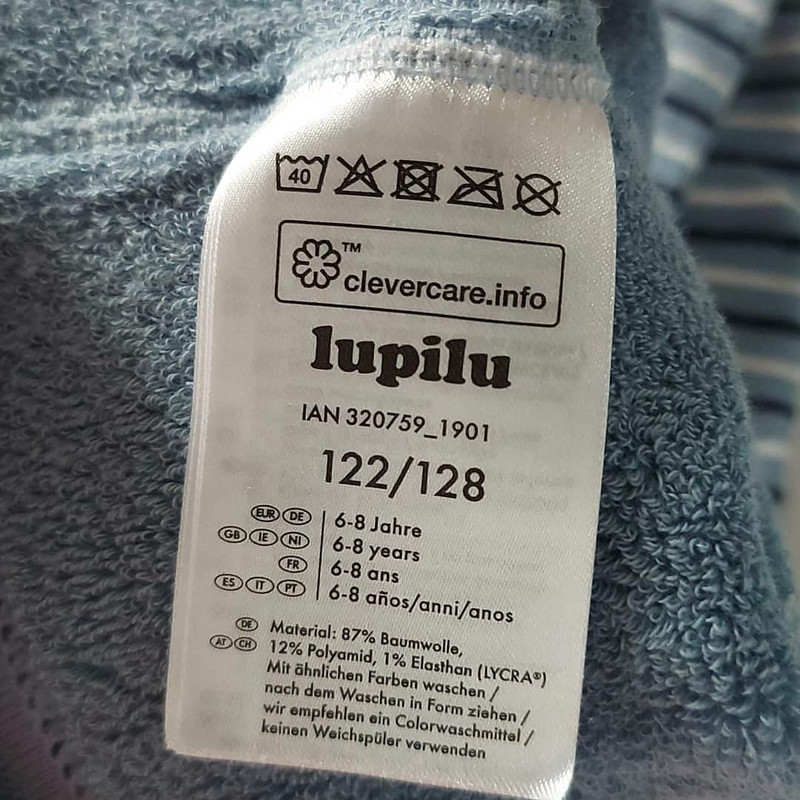 40
TM
clevercare.info
lupilu
IAN 320759_1901
122/128
EUR DE 6-8 Jahre
GB IE NI 6-8 years
FR 6-8 ans
ES IT PT 6-8 años/anni/anos
DE Material: 87% Baumwolle,
AT CH 12% Polyamid, 1% Elasthan (LYCRA®)
Mit ähnlichen Farben waschen /
nach dem Waschen in Form ziehen /
wir empfehlen ein Colorwaschmittel /
keinen Weichspüler verwenden